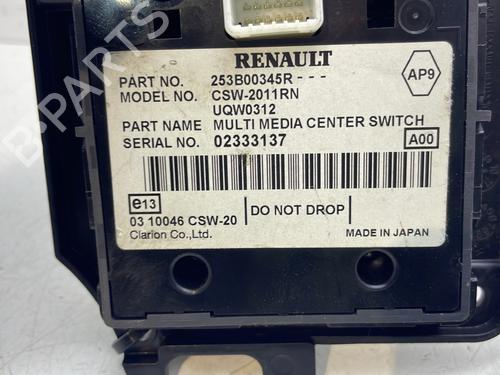 RENAULT
PART NO. 253B00345R - - -
MODEL NO. CSW-2011RN
UQW0312
AP9
PART NAME MULTI MEDIA CENTER SWITCH
SERIAL NO. 02333137
A00
e13
03 10046 CSW-20
DO NOT DROP
Clarion Co.,Ltd.
MADE IN JAPAN